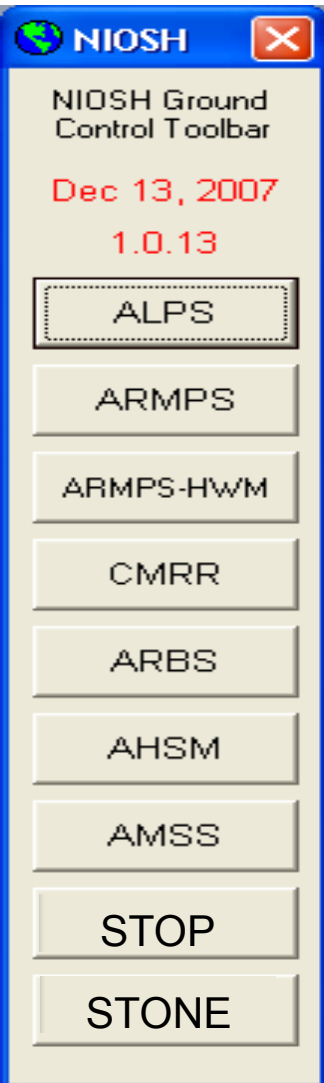 NIOSH
NIOSH Ground
Control Toolbar
Dec 13, 2007
1.0.13
ALPS
ARMPS
ARMPS-HWM
CMRR
ARBS
AHSM
AMSS
STOP
STONE